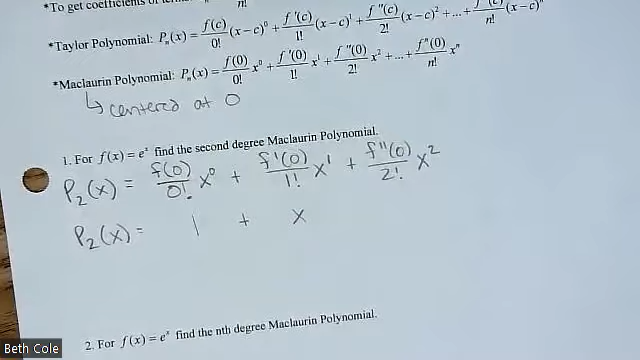 *To get coefficients of n!
*Taylor Polynomial: Pₙ(x) = f(c)/0! (x − c)⁰ + f'(c)/1! (x − c)¹ + f''(c)/2! (x − c)² + ... + fⁿ(c)/n! (x − c)ⁿ
*Maclaurin Polynomial: Pₙ(x) = f(0)/0! x⁰ + f'(0)/1! x¹ + f''(0)/2! x² + ... + fⁿ(0)/n! xⁿ
↳ centered at 0
1. For f(x) = eˣ find the second degree Maclaurin Polynomial.
P₂(x) = f(0)/0! x⁰ + f'(0)/1! x¹ + f''(0)/2! x²
P₂(x) = 1 + x
2. For f(x) = eˣ find the nth degree Maclaurin Polynomial.
Beth Cole